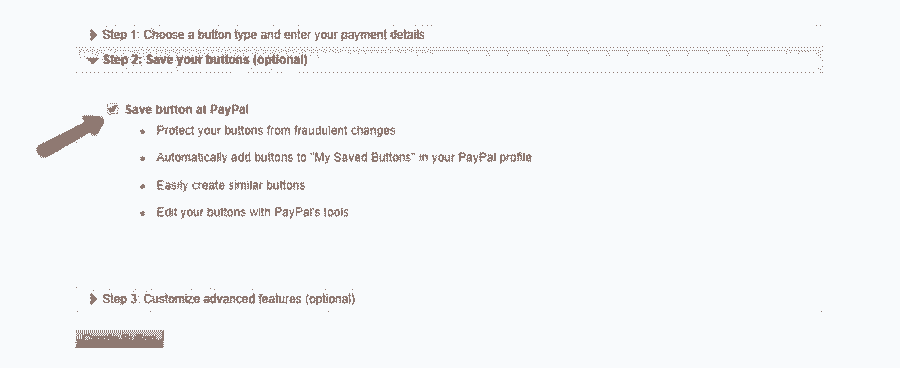 Step 1: Choose a button type and enter your payment details
Step 2: Save your buttons (optional)
Save button at PayPal
Protect your buttons from fraudulent changes
Automatically add buttons to "My Saved Buttons" in your PayPal profile
Easily create similar buttons
Edit your buttons with PayPal's tools
Step 3: Customize advanced features (optional)